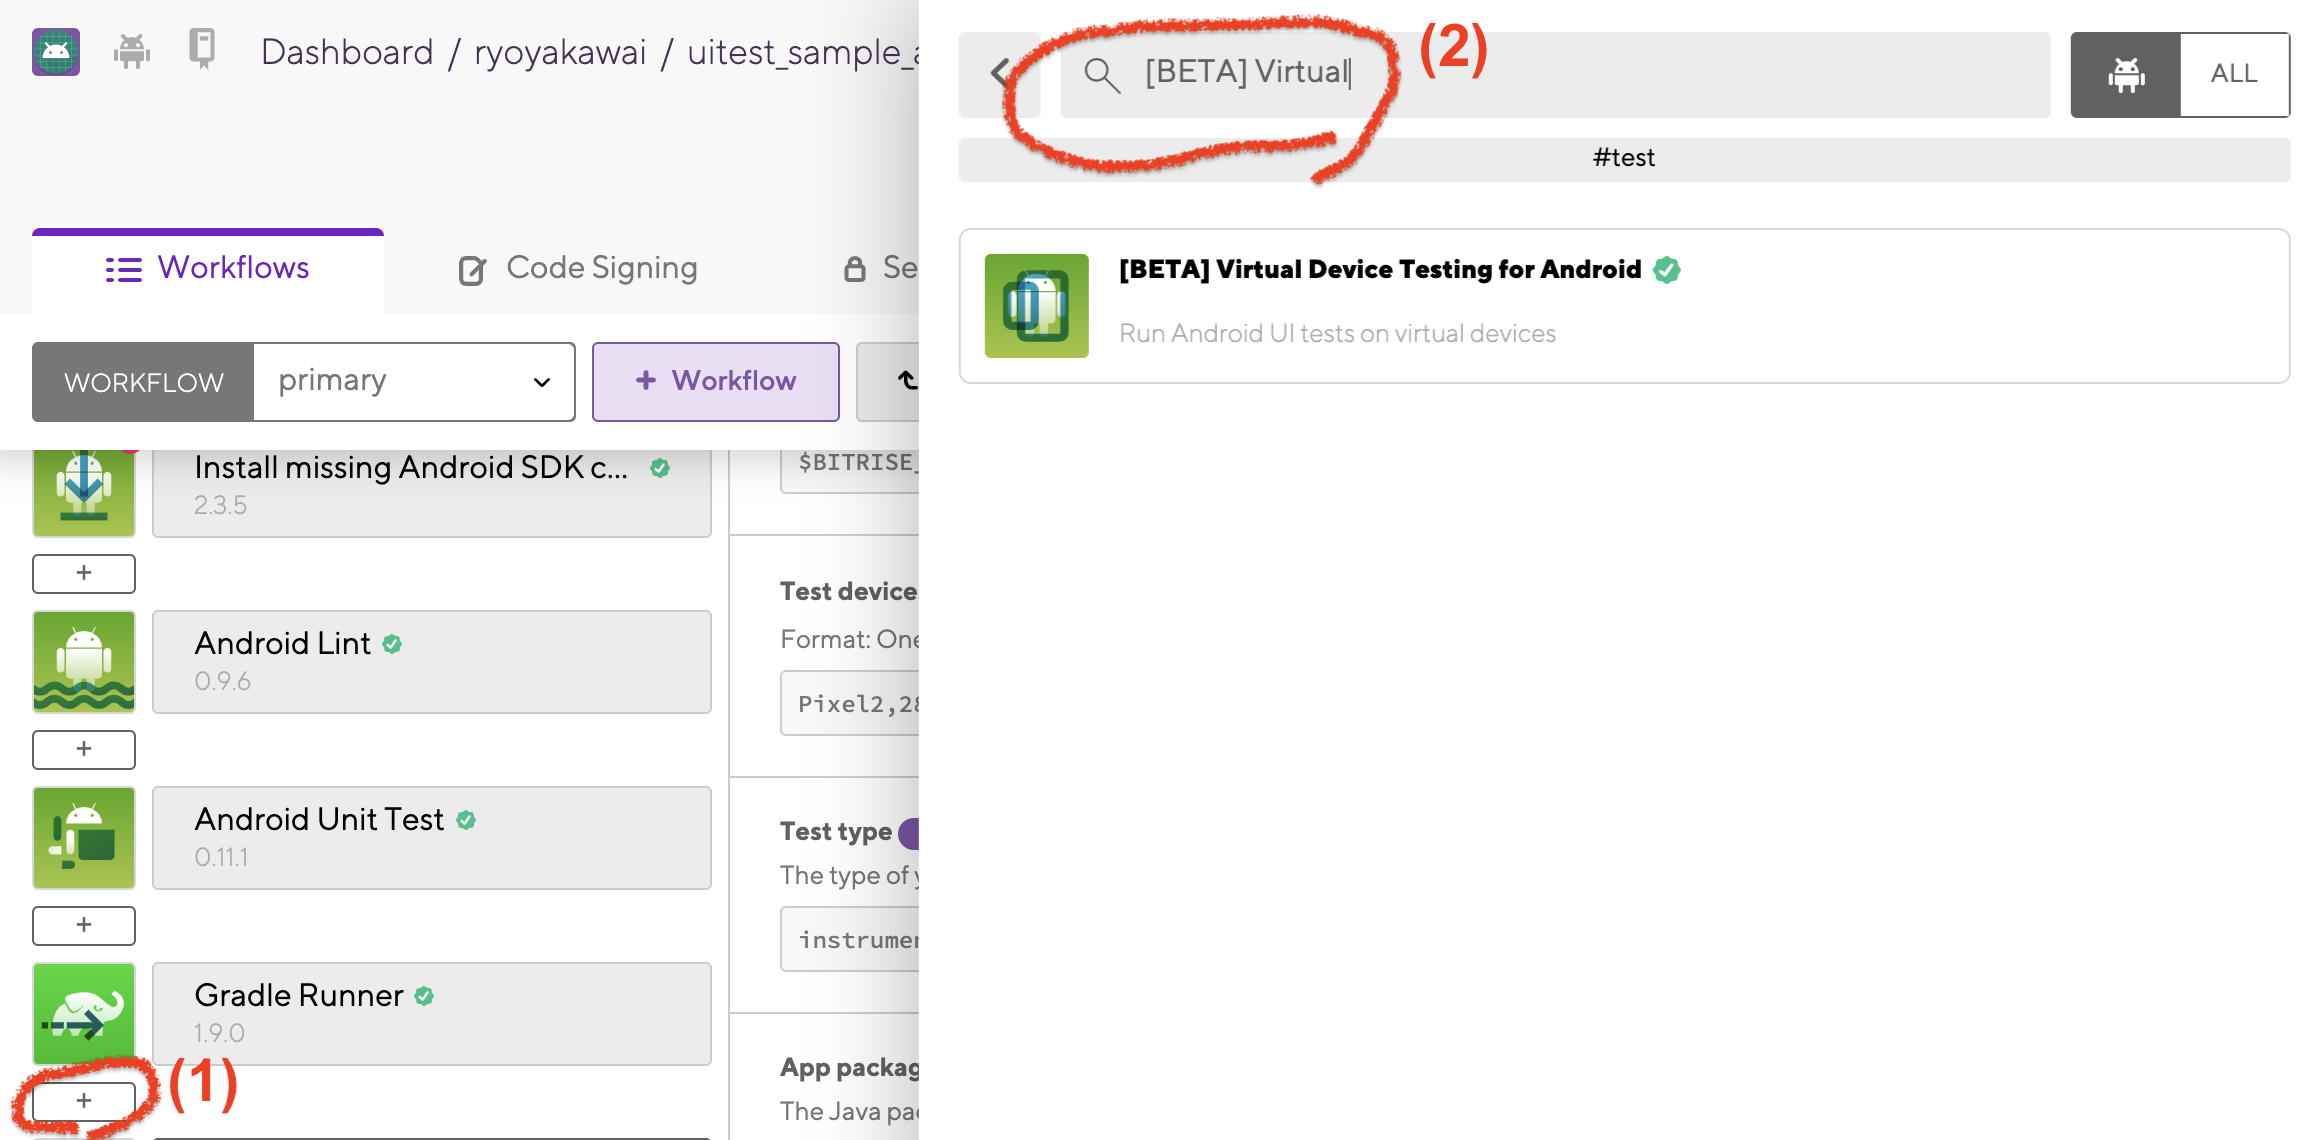 Dashboard / ryoyakawai / uitest_sample_
Workflows
Code Signing
Se
WORKFLOW
primary
+ Workflow
Install missing Android SDK c...
2.3.5
+
Android Lint
0.9.6
+
Android Unit Test
0.11.1
+
Gradle Runner
1.9.0
+
(1)
$BITRISE_
Test device
Format: One
Pixel2,28
Test type
The type of y
instrumen
App packag
The Java pac
[BETA] Virtual
(2)
ALL
#test
[BETA] Virtual Device Testing for Android
Run Android UI tests on virtual devices